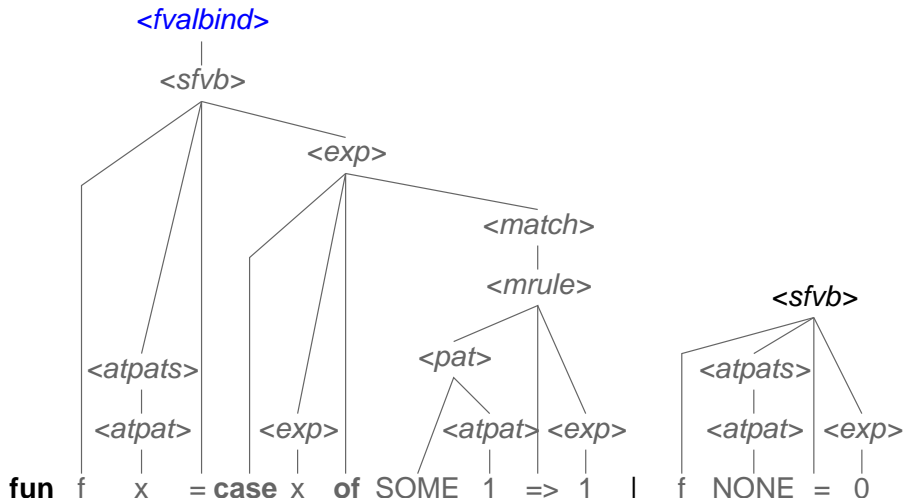 <fvalbind>
<sfvb>
<exp>
<match>
<mrule> <sfvb>
<atpats> <pat> <atpats>
<atpat> <exp> <atpat> <exp> <atpat> <exp>
fun f x = case x of SOME 1 => 1 | f NONE = 0